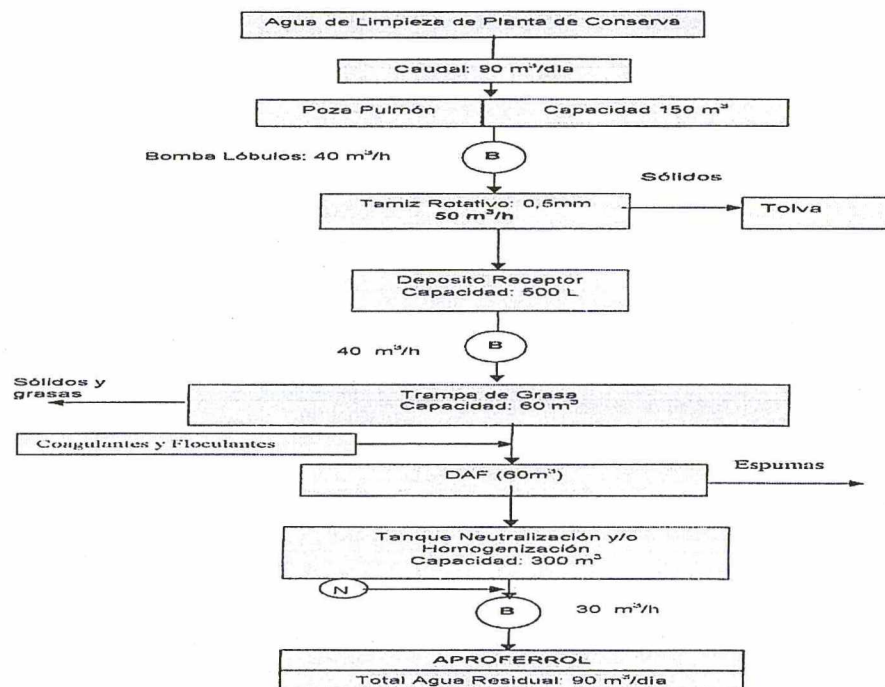 Agua de Limpieza de Planta de Conserva
Caudal: 90 m³/día
Poza Pulmón
Capacidad 150 m³
Bomba Lóbulos: 40 m³/h
B
Sólidos
Tamiz Rotativo: 0,5mm
50 m³/h
Tolva
Deposito Receptor
Capacidad: 500 L
40 m³/h
B
Sólidos y
grasas
Trampa de Grasa
Capacidad: 60 m³
Coagulantes y Floculantes
DAF (60m³)
Espumas
Tanque Neutralización y/o
Homogenización
Capacidad: 300 m³
N
B
30 m³/h
APROFERROL
Total Agua Residual: 90 m³/día